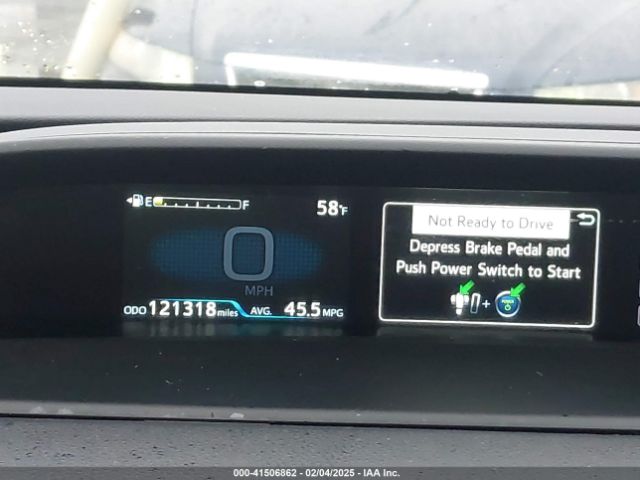 E F 58°F
0
MPH
ODO 121318 miles AVG. 45.5 MPG
Not Ready to Drive
Depress Brake Pedal and
Push Power Switch to Start
+ POWER
000-41506862 - 02/04/2025 - IAA Inc.